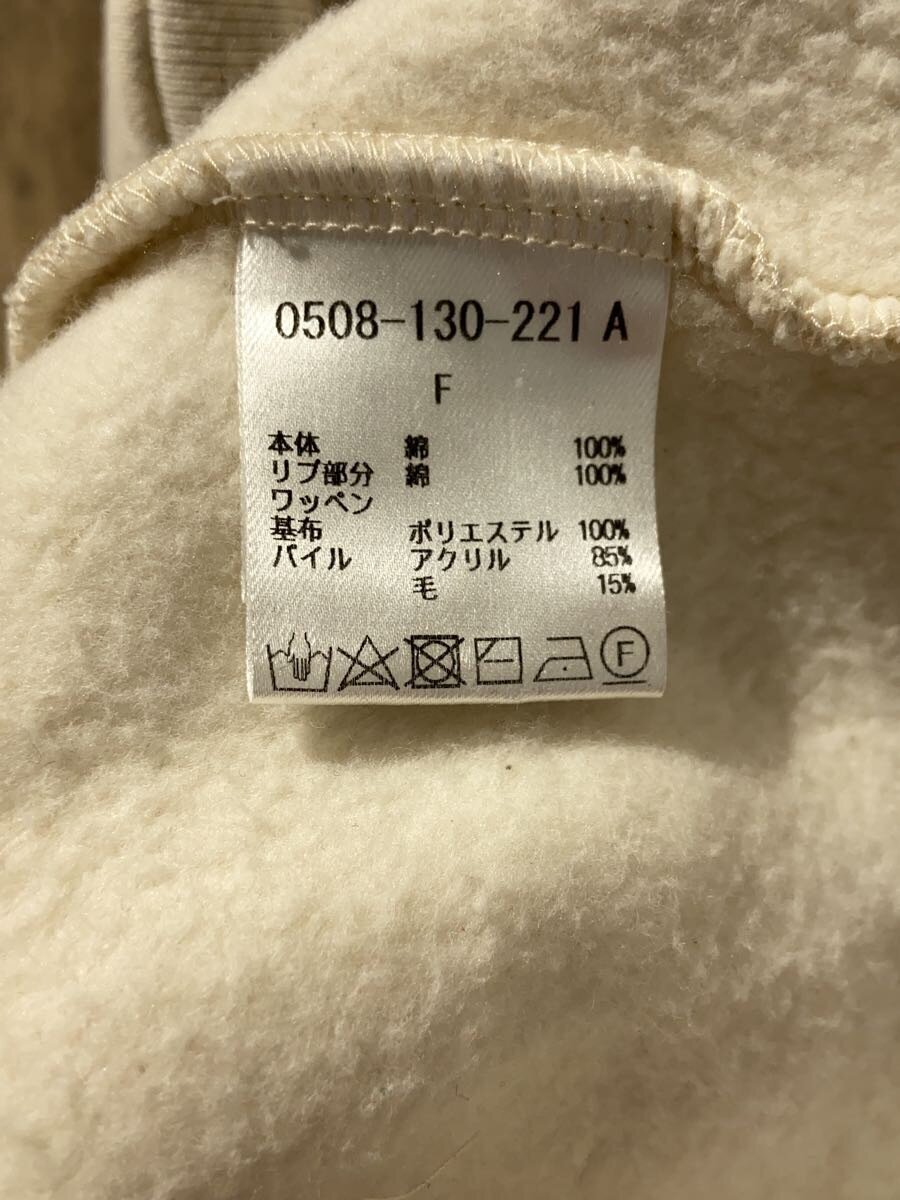 0508-130-221 A
F
本体 綿 100%
リブ部分 綿 100%
ワッペン
基布 ポリエステル 100%
パイル アクリル 85%
毛 15%
F